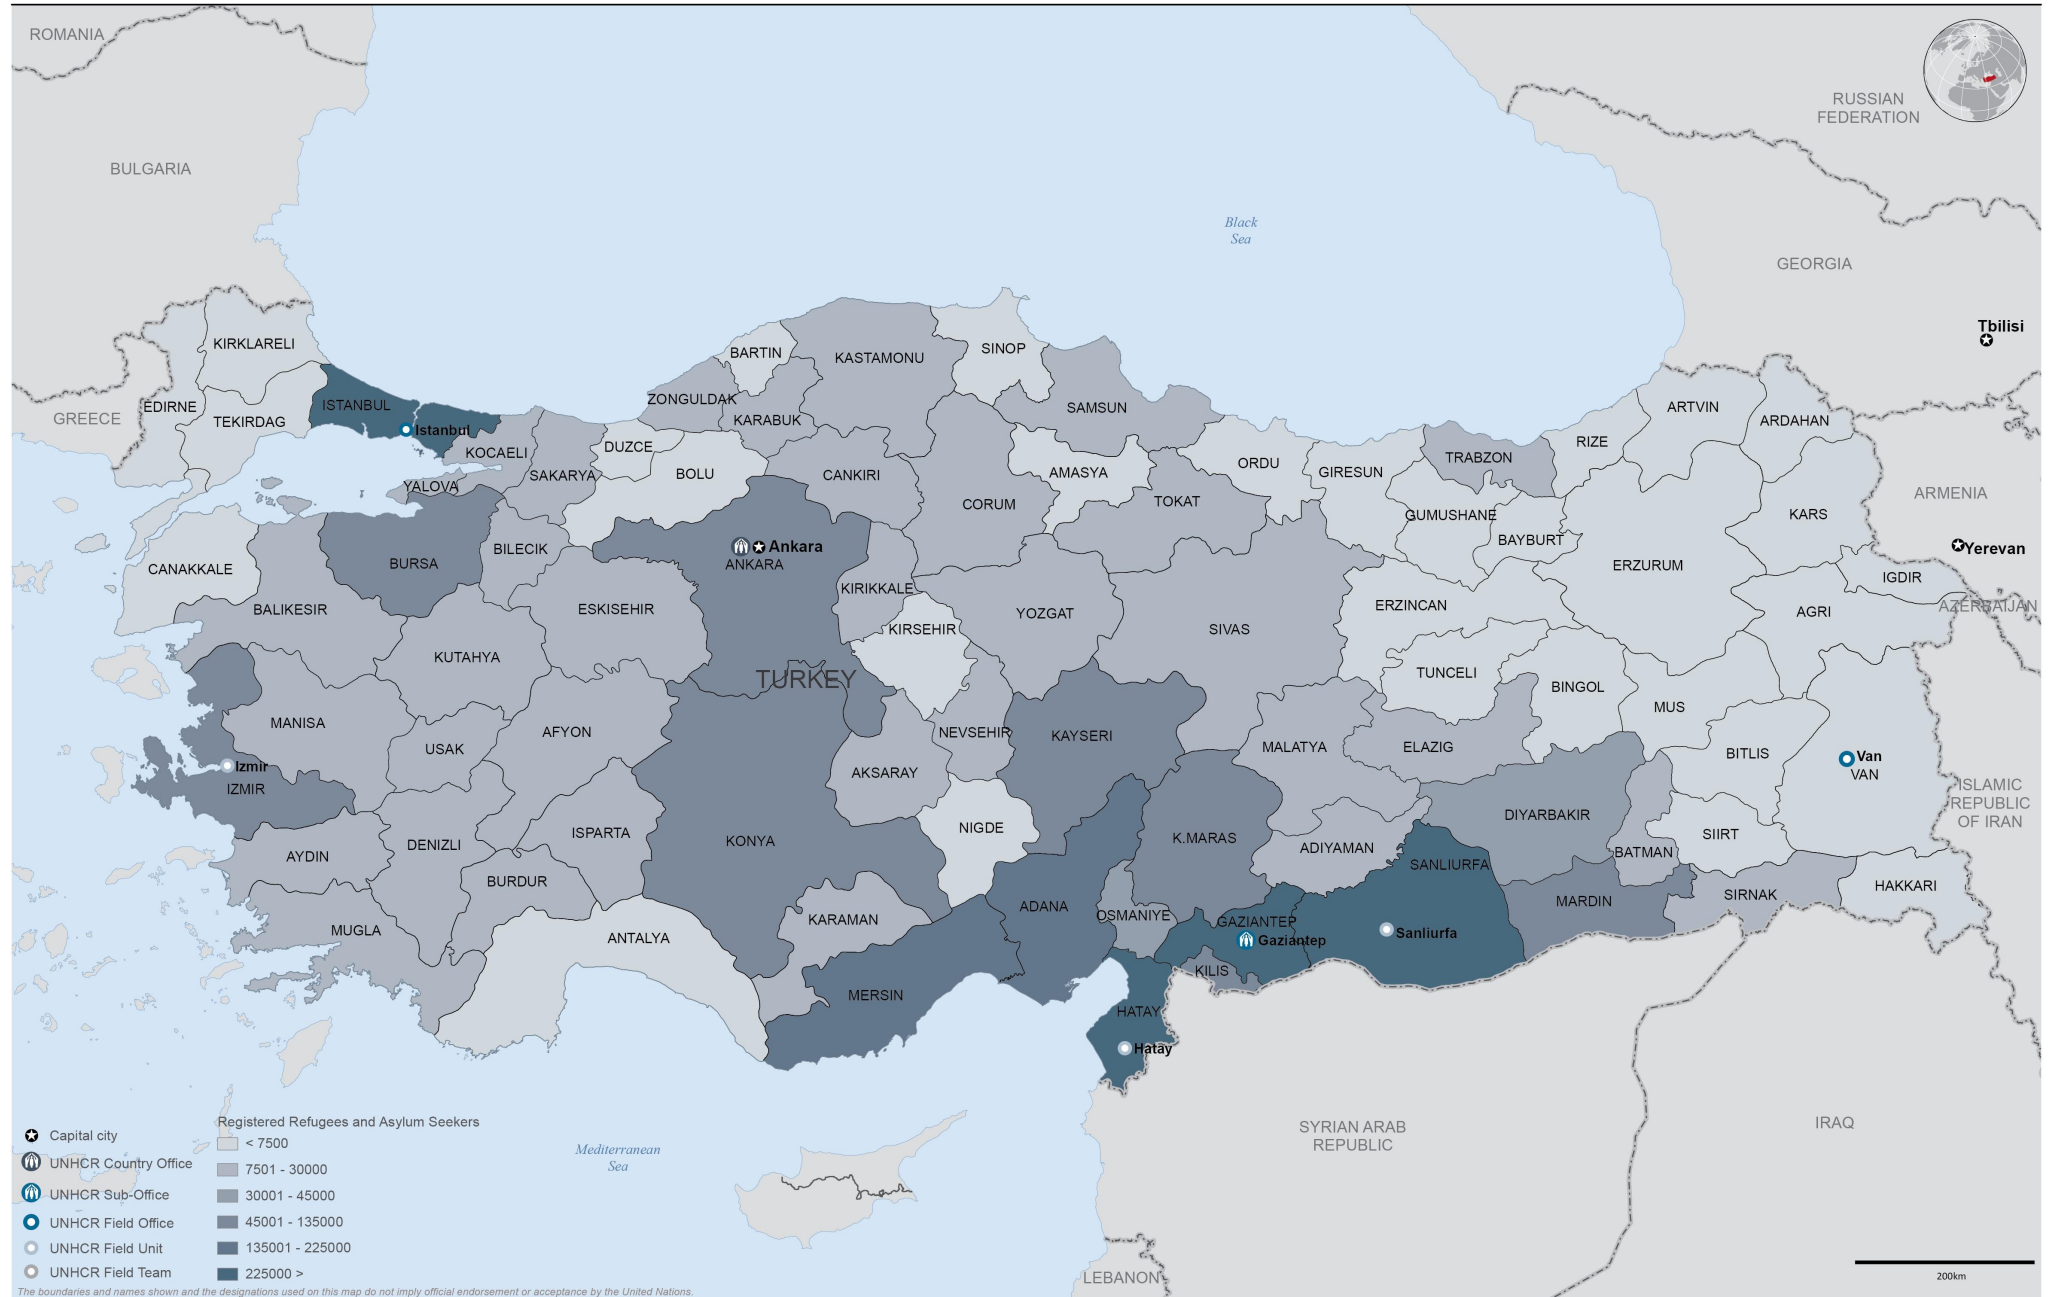 ROMANIA
RUSSIAN
FEDERATION
BULGARIA
Black
Sea
GEORGIA
Tbilisi
KIRKLARELI
BARTIN
KASTAMONU
SINOP
GREECE
EDIRNE
TEKIRDAG
ISTANBUL
Istanbul
ZONGULDAK
KARABUK
SAMSUN
ARTVIN
ARDAHAN
KOCAELI
SAKARYA
DUZCE
BOLU
CANKIRI
AMASYA
ORDU
GIRESUN
TRABZON
RIZE
YALOVA
CORUM
TOKAT
GUMUSHANE
BAYBURT
KARS
ARMENIA
Yerevan
CANAKKALE
BURSA
BILECIK
Ankara
ANKARA
ERZURUM
IGDIR
AZERBAIJAN
BALIKESIR
ESKISEHIR
KIRIKKALE
KIRSEHIR
YOZGAT
SIVAS
ERZINCAN
AGRI
KUTAHYA
TURKEY
TUNCELI
BINGOL
MUS
MANISA
USAK
AFYON
NEVSEHIR
KAYSERI
MALATYA
ELAZIG
BITLIS
Van
VAN
Izmir
IZMIR
AKSARAY
ISLAMIC
REPUBLIC
OF IRAN
AYDIN
DENIZLI
ISPARTA
KONYA
NIGDE
K.MARAS
ADIYAMAN
DIYARBAKIR
SIIRT
BATMAN
SANLIURFA
BURDUR
MUGLA
ANTALYA
KARAMAN
ADANA
OSMANIYE
GAZIANTEP
Gaziantep
Sanliurfa
MARDIN
SIRNAK
HAKKARI
MERSIN
KILIS
HATAY
Hatay
Mediterranean
Sea
SYRIAN ARAB
REPUBLIC
IRAQ
LEBANON
Capital city
UNHCR Country Office
UNHCR Sub-Office
UNHCR Field Office
UNHCR Field Unit
UNHCR Field Team
Registered Refugees and Asylum Seekers
< 7500
7501 - 30000
30001 - 45000
45001 - 135000
135001 - 225000
225000 >
200km
The boundaries and names shown and the designations used on this map do not imply official endorsement or acceptance by the United Nations.